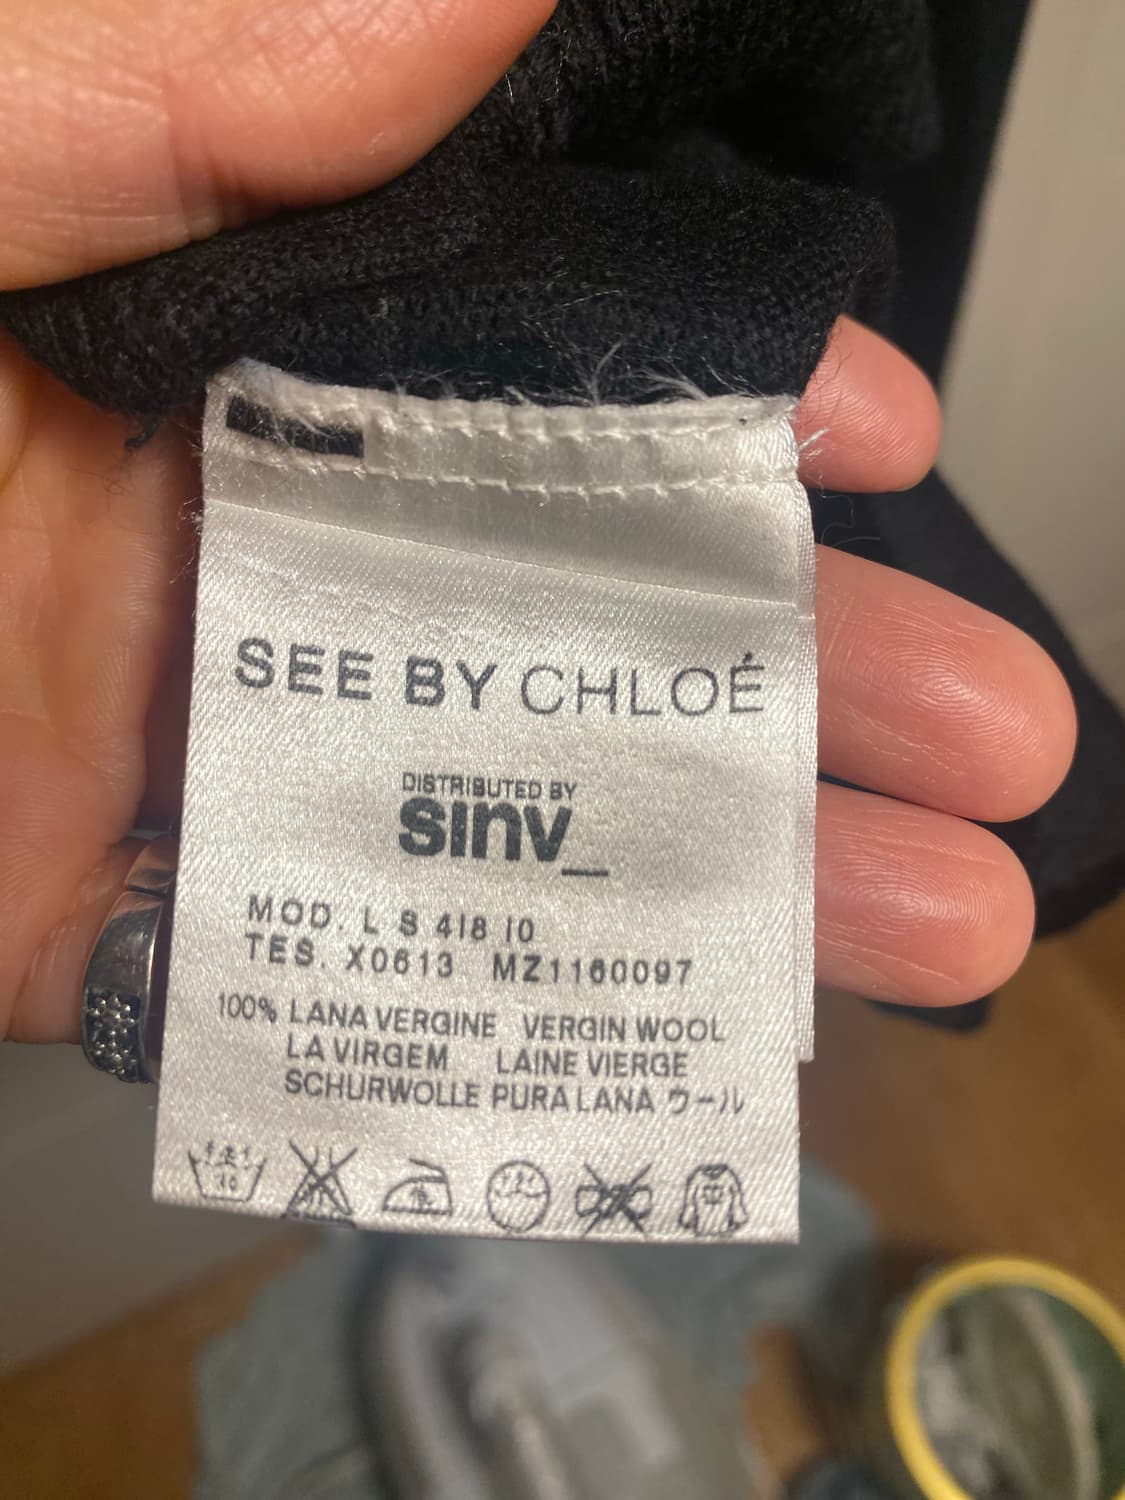 SEE BY CHLOÉ
DISTRIBUTED BY
sinv_
MOD. L S 418 10
TES. X0613 MZ1160097
100% LANA VERGINE VERGIN WOOL
LA VIRGEM LAINE VIERGE
SCHURWOLLE PURA LANA ウール